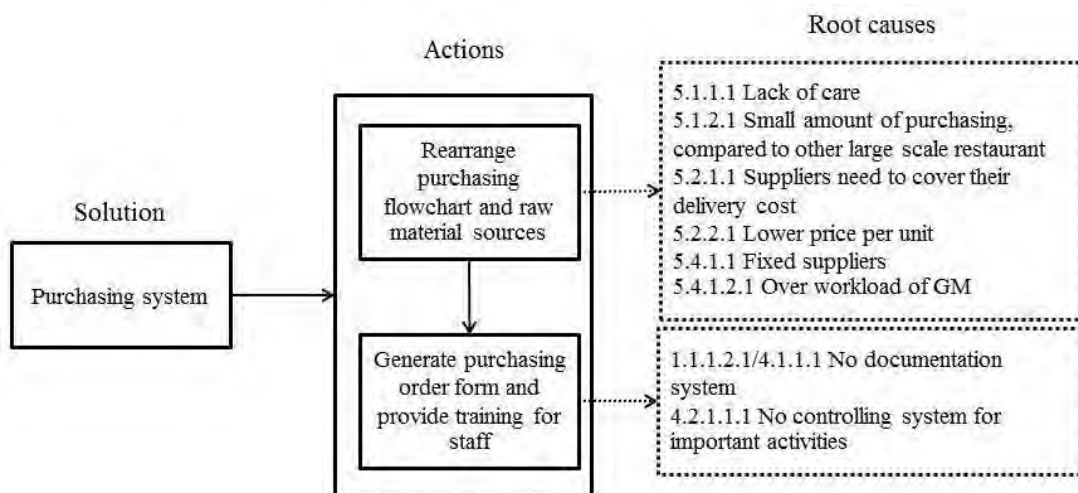 Solution
Purchasing system
Actions
Rearrange
purchasing
flowchart and raw
material sources
Generate purchasing
order form and
provide training for
staff
Root causes
5.1.1.1 Lack of care
5.1.2.1 Small amount of purchasing,
compared to other large scale restaurant
5.2.1.1 Suppliers need to cover their
delivery cost
5.2.2.1 Lower price per unit
5.4.1.1 Fixed suppliers
5.4.1.2.1 Over workload of GM
1.1.1.2.1/4.1.1.1 No documentation
system
4.2.1.1.1 No controlling system for
important activities